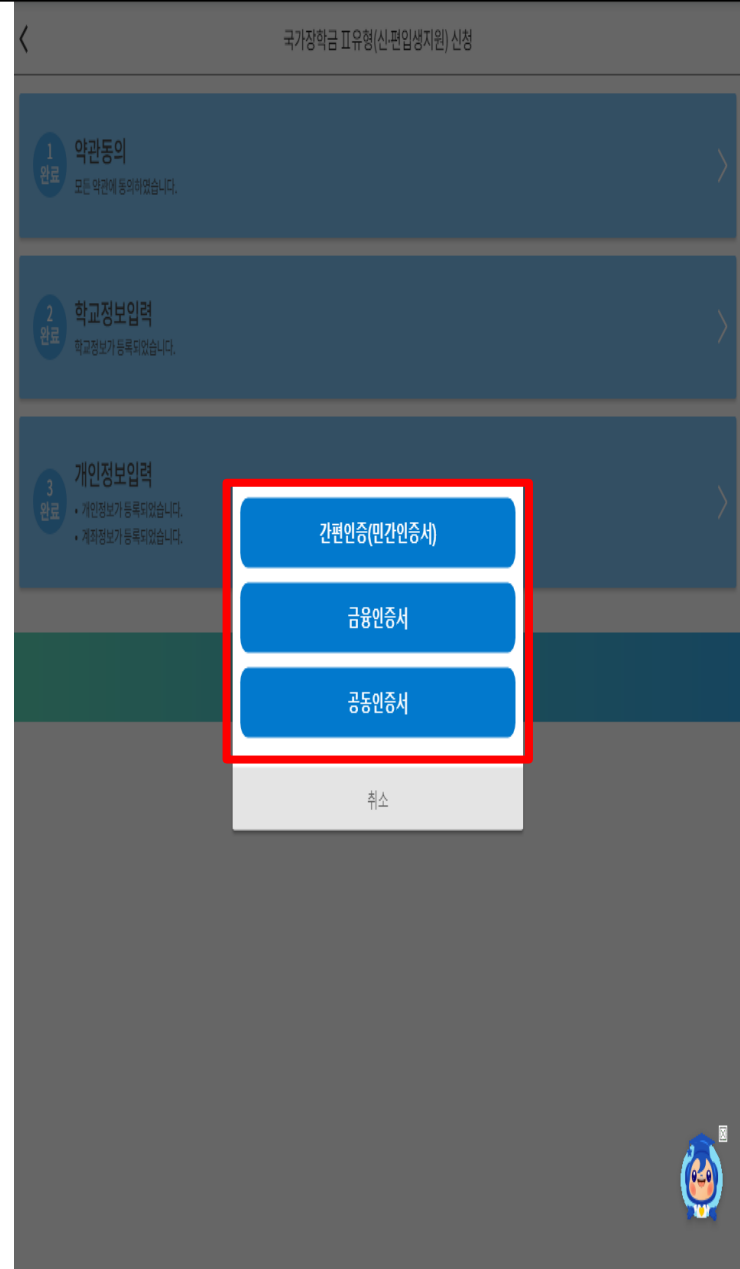 국가장학금 Ⅱ유형(신·편입생지원) 신청
1
완료
약관동의
모든 약관에 동의하였습니다.
2
완료
학교정보입력
학교정보가 등록되었습니다.
3
완료
개인정보입력
• 개인정보가 등록되었습니다.
• 계좌정보가 등록되었습니다.
간편인증(민간인증서)
금융인증서
공동인증서
취소